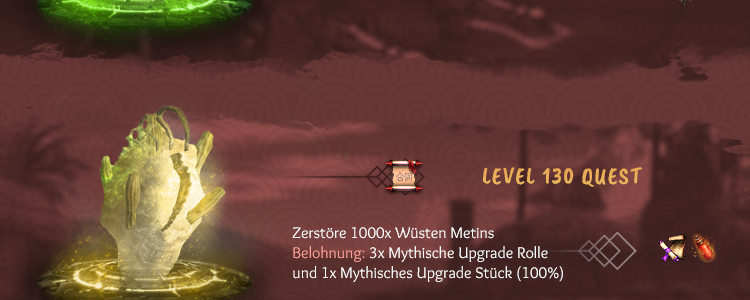 LEVEL 130 QUEST
Zerstöre 1000x Wüsten Metins
Belohnung: 3x Mythische Upgrade Rolle
und 1x Mythisches Upgrade Stück (100%)